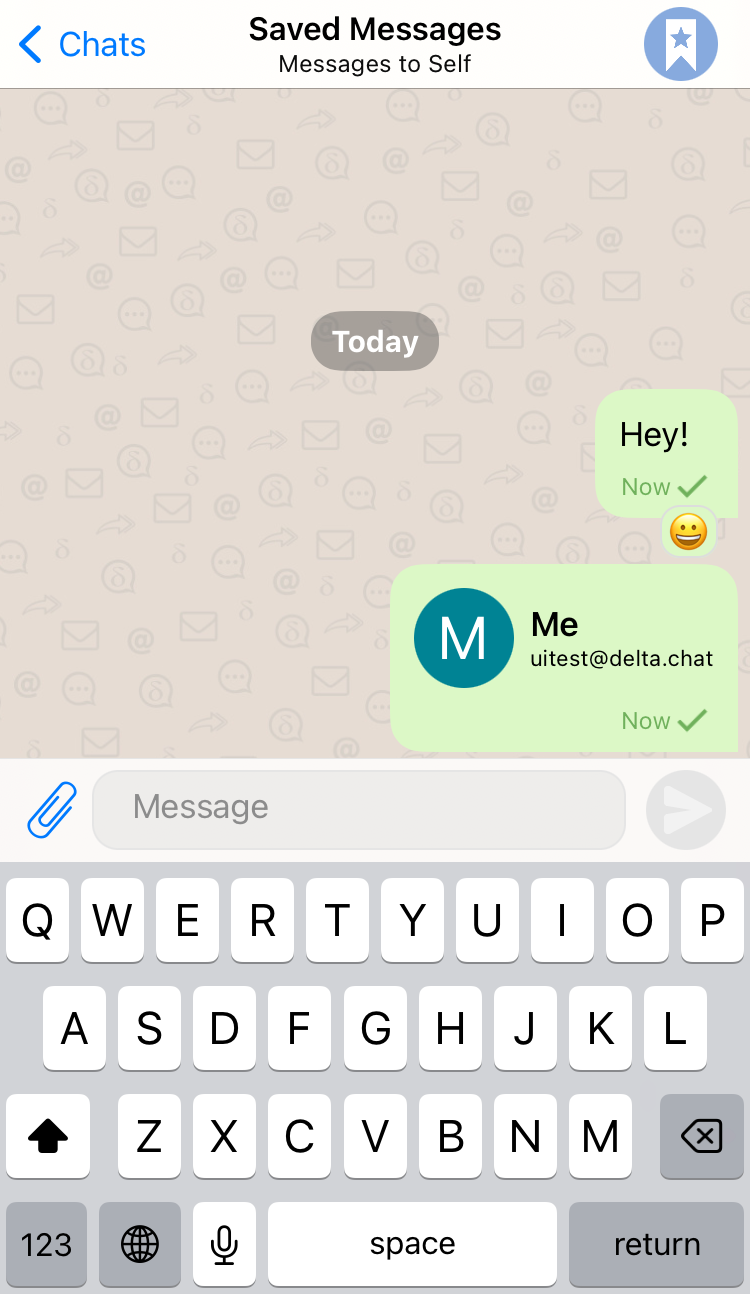 Chats
Saved Messages
Messages to Self
Today
Hey!
Now
M
Me
uitest@delta.chat
Now
Message
Q W E R T Y U I O P
A S D F G H J K L
Z X C V B N M
123
space
return